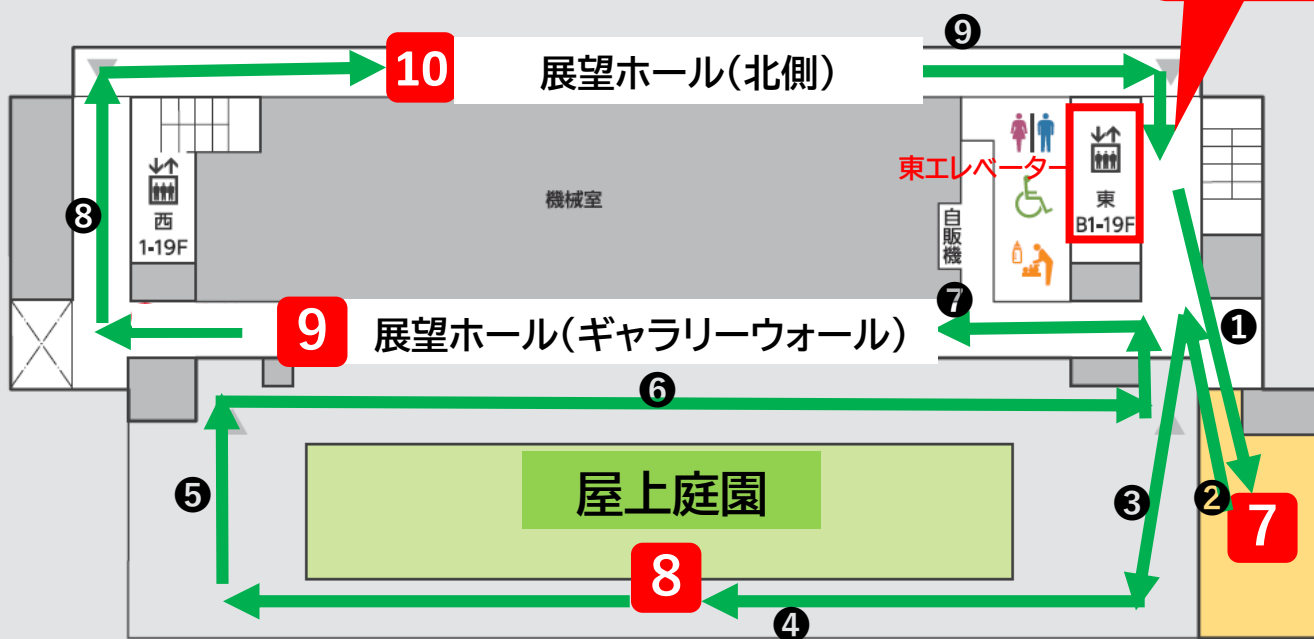 ❾
10 展望ホール(北側)
東エレベーター
西
1-19F
❽
機械室
自販機
東
B1-19F
❼
❶
9 展望ホール(ギャラリーウォール)
❻
屋上庭園
❺
❸
❷
7
8
❹